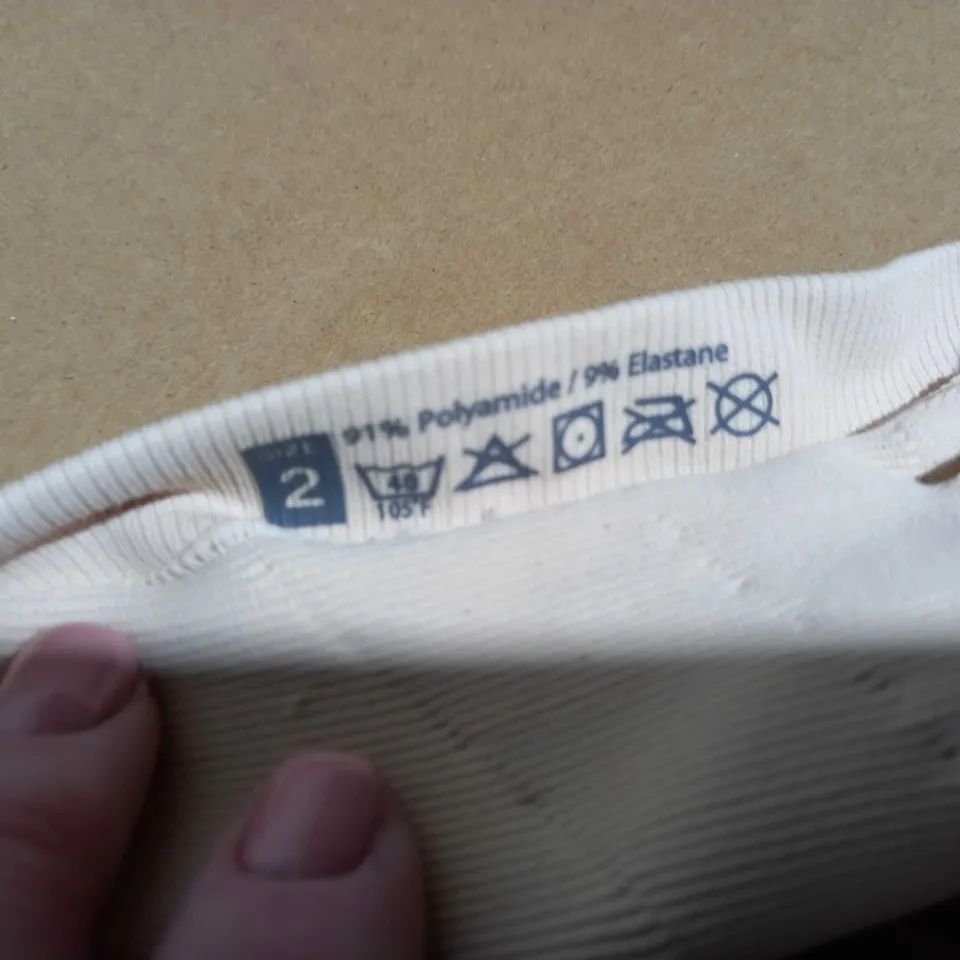 91% Polyamide / 9% Elastane
SIZE
2
40
105°F